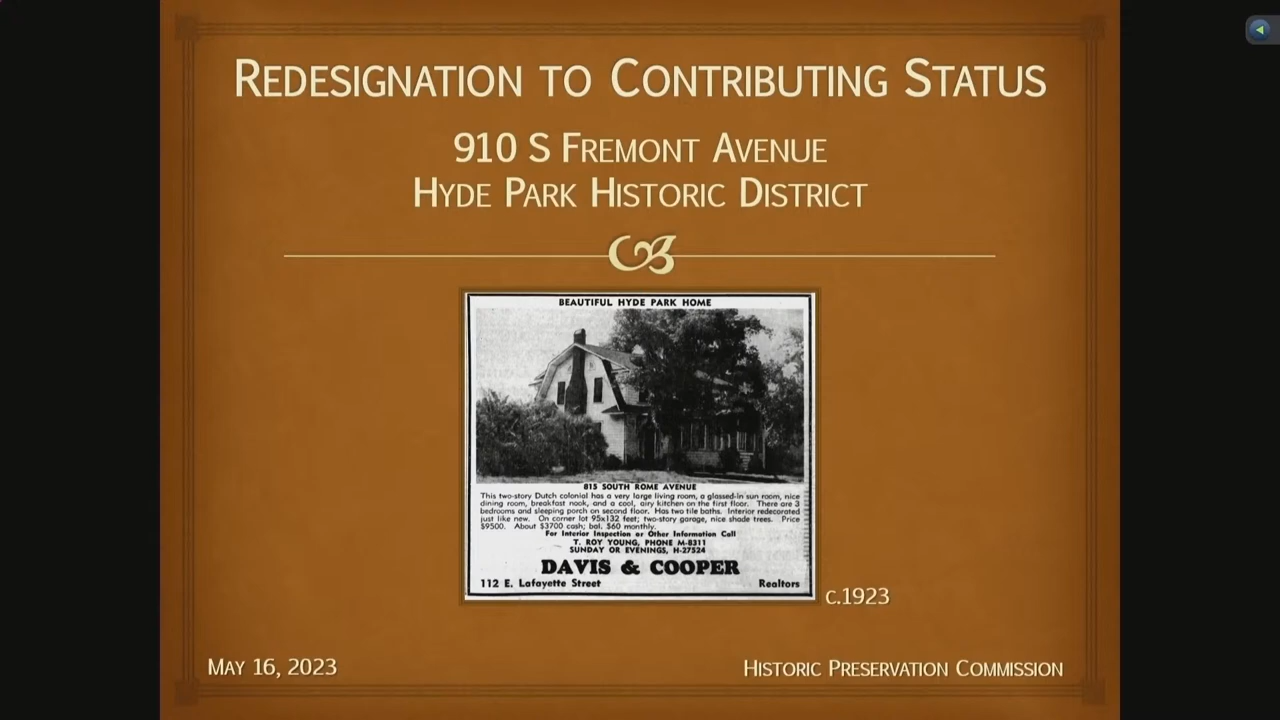 Redesignation to Contributing Status
910 S Fremont Avenue
Hyde Park Historic District
BEAUTIFUL HYDE PARK HOME
815 SOUTH ROME AVENUE
This two-story Dutch colonial has a very large living room, a glassed-in sun room, nice
dining room, breakfast nook, and a cool, airy kitchen on the first floor. There are 3
bedrooms and sleeping porch on second floor. Has two tile baths. Interior redecorated
just like new. On corner lot 95x132 feet; two-story garage, nice shade trees. Price
$9500. About $3700 cash; bal. $60 monthly.
For Interior Inspection or Other Information Call
T. ROY YOUNG, PHONE M-8311
SUNDAY OR EVENINGS, H-27524
DAVIS & COOPER
112 E. Lafayette Street Realtors
c.1923
May 16, 2023
Historic Preservation Commission